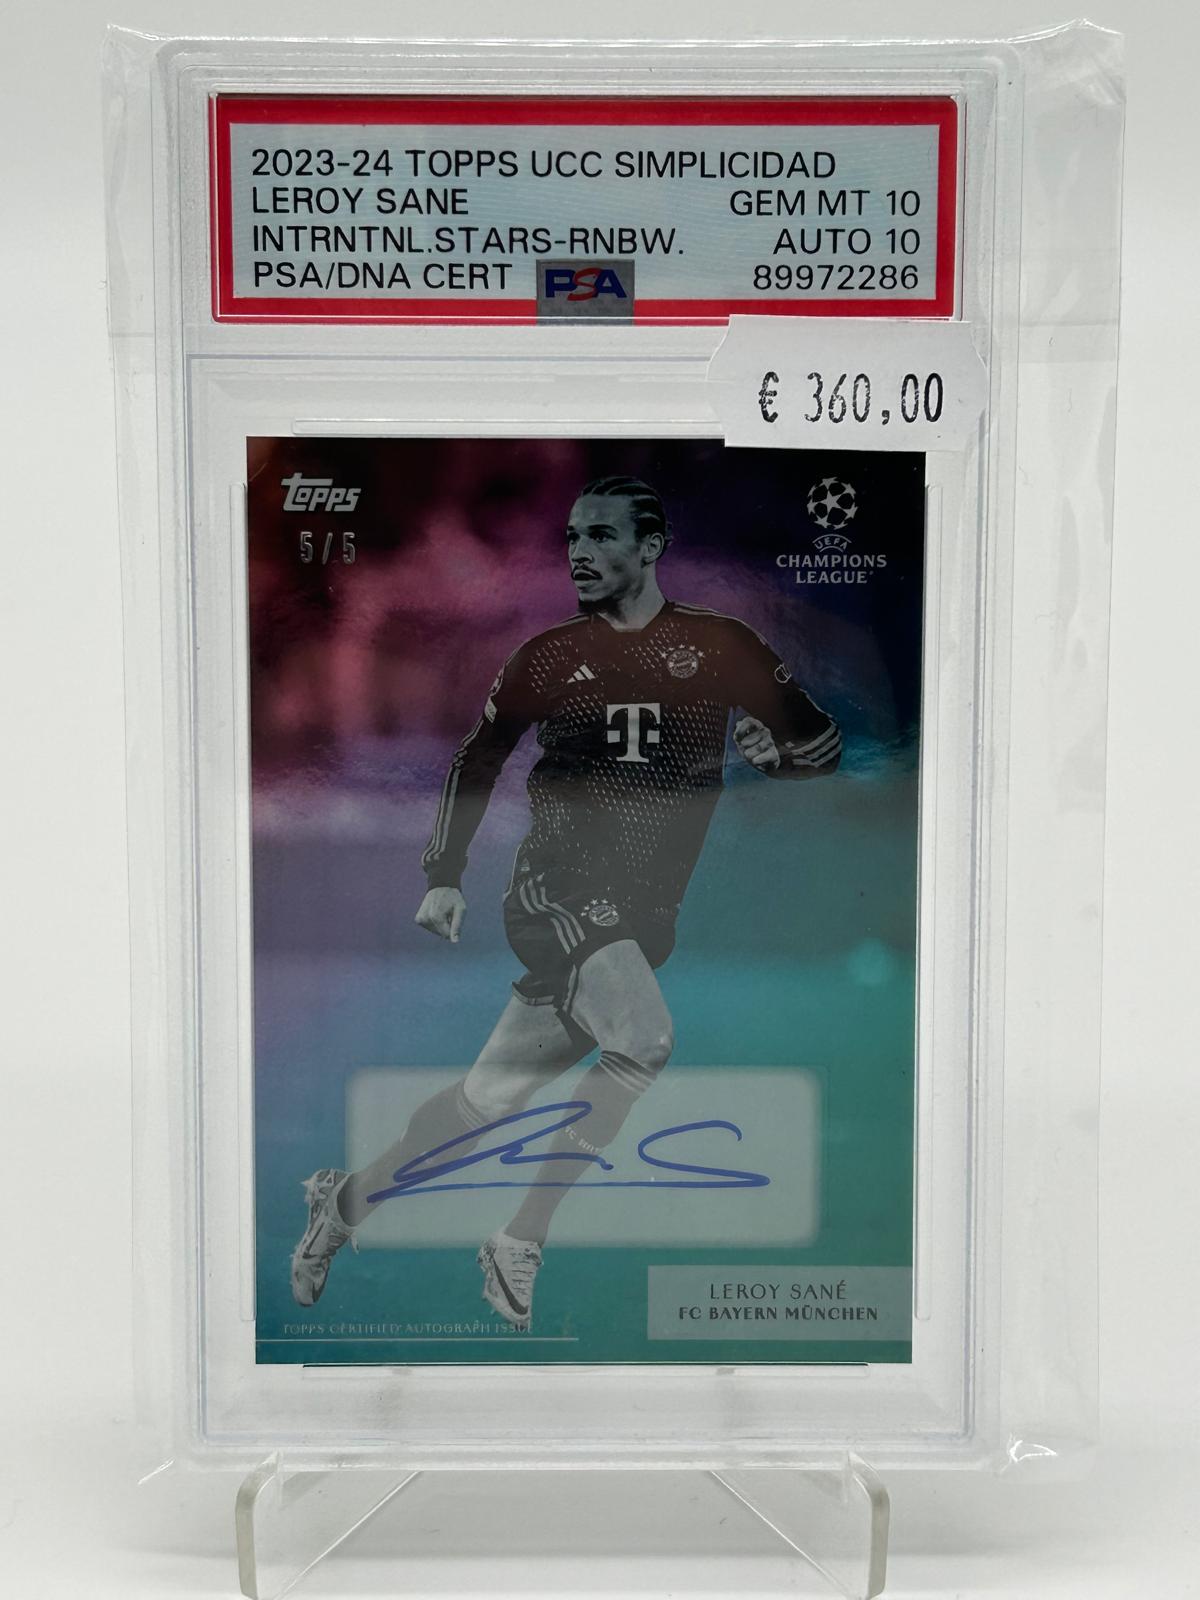 2023-24 TOPPS UCC SIMPLICIDAD
LEROY SANE GEM MT 10
INTRNTNL.STARS-RNBW. AUTO 10
PSA/DNA CERT PSA 89972286
€ 360,00
TOPPS
5/5
UEFA
CHAMPIONS
LEAGUE
T
LEROY SANÉ
FC BAYERN MÜNCHEN
TOPPS CERTIFIED AUTOGRAPH ISSUE